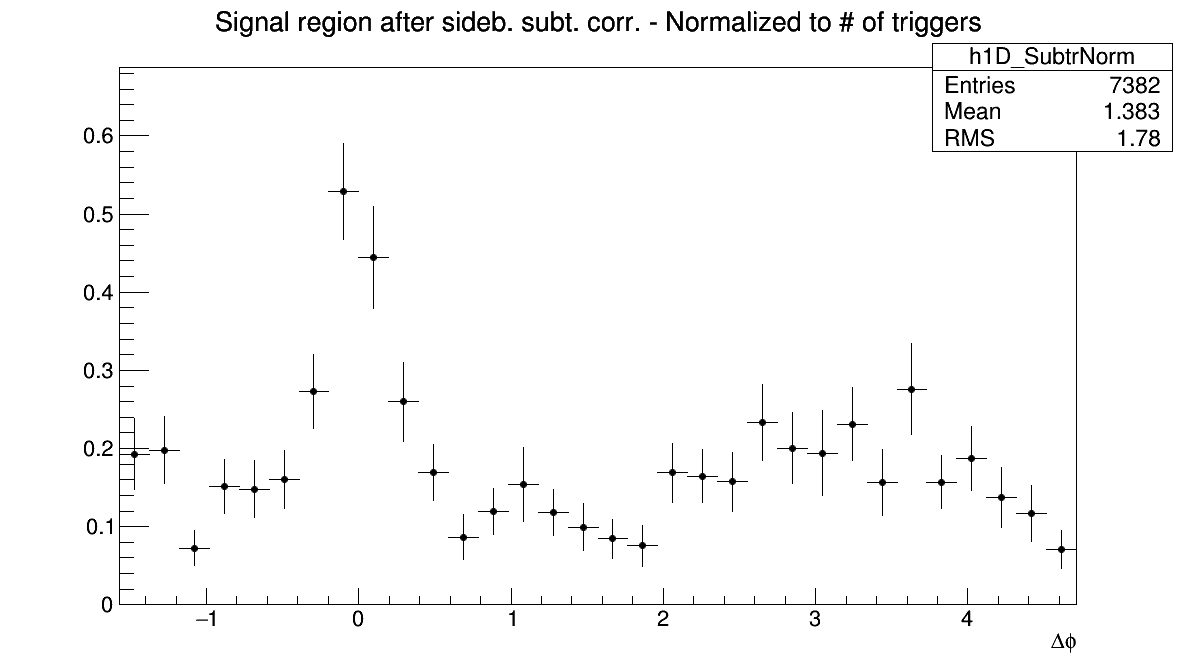 Signal region after sideb. subt. corr. - Normalized to # of triggers
h1D_SubtrNorm
Entries 7382
Mean 1.383
RMS 1.78
0.6
0.5
0.4
0.3
0.2
0.1
0
−1 0 1 2 3 4
Δϕ